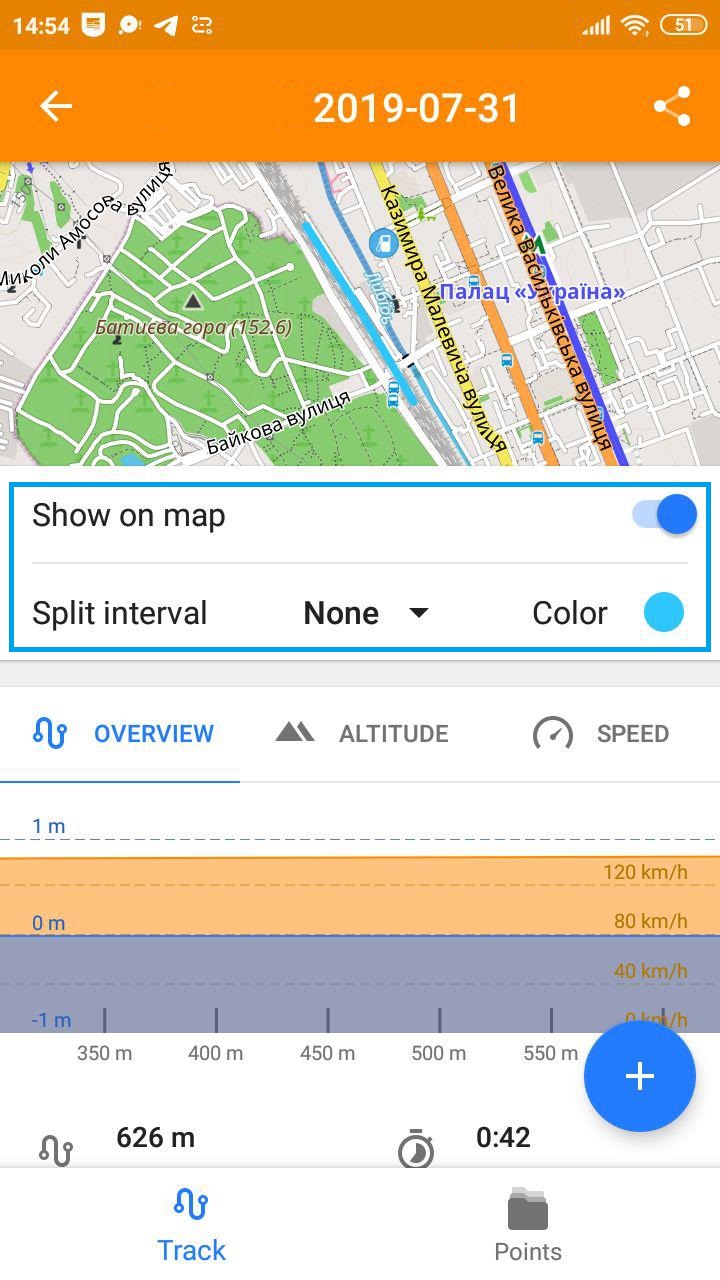 14:54
51
2019-07-31
Миколи Амосова вулиця
Казимира Малевича вулиця
Велика Васильківська вулиця
Либідь
Палац «Україна»
Батиєва гора (152.6)
Байкова вулиця
Show on map
Split interval None Color
OVERVIEW ALTITUDE SPEED
1 m
120 km/h
0 m 80 km/h
40 km/h
-1 m 0 km/h
350 m 400 m 450 m 500 m 550 m
626 m 0:42
Track Points